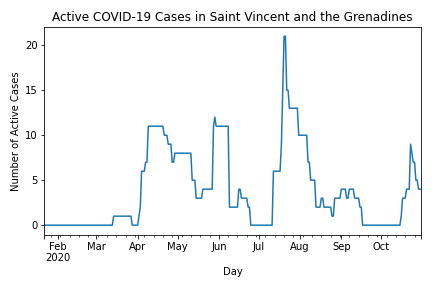 Active COVID-19 Cases in Saint Vincent and the Grenadines
Number of Active Cases
20
15
10
5
0
Feb Mar Apr May Jun Jul Aug Sep Oct
2020
Day